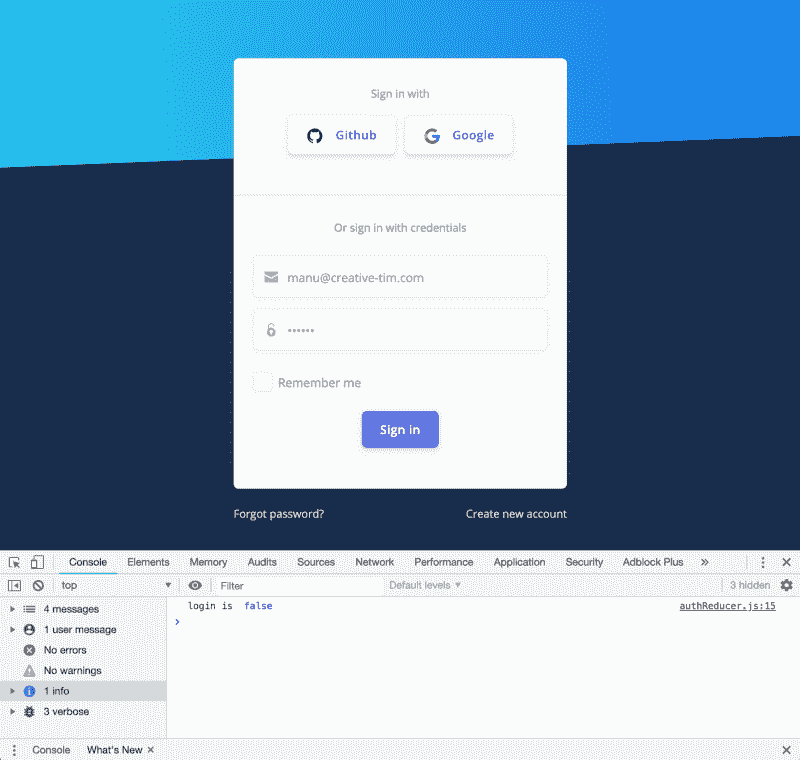 Sign in with
Github Google
Or sign in with credentials
manu@creative-tim.com
••••••
Remember me
Sign in
Forgot password? Create new account
Console Elements Memory Audits Sources Network Performance Application Security Adblock Plus »
top Filter Default levels 3 hidden
4 messages
1 user message
No errors
No warnings
1 info
3 verbose
login is false authReducer.js:15
Console What's New